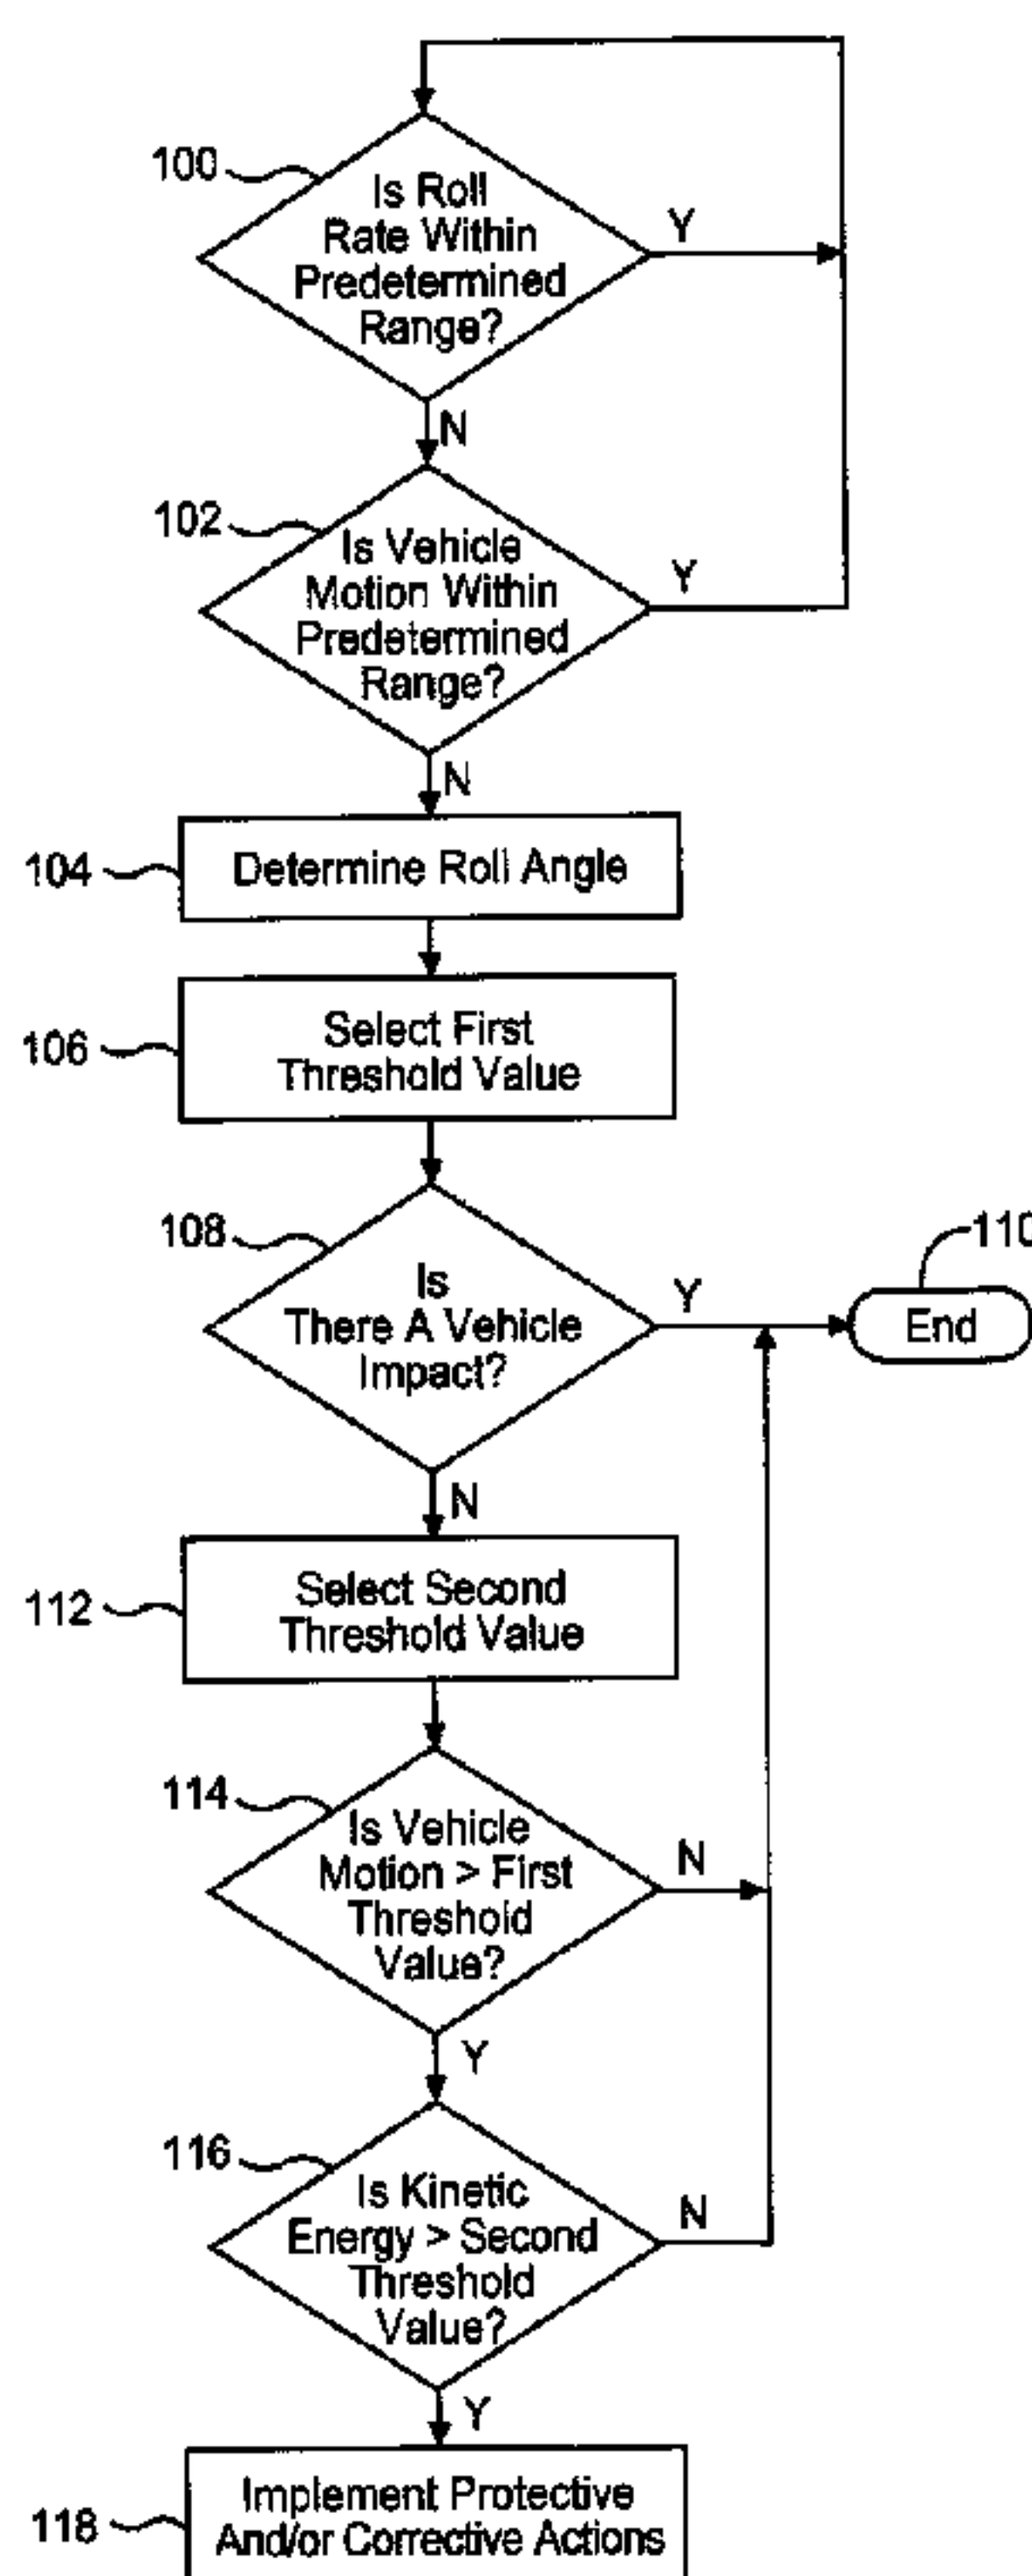 100
Is Roll
Rate Within
Predetermined
Range?
Y
N
102
Is Vehicle
Motion Within
Predetermined
Range?
Y
N
104
Determine Roll Angle
106
Select First
Threshold Value
108
Is
There A Vehicle
Impact?
Y
110
End
N
112
Select Second
Threshold Value
114
Is Vehicle
Motion > First
Threshold
Value?
N
Y
116
Is Kinetic
Energy > Second
Threshold
Value?
N
Y
118
Implement Protective
And/or Corrective Actions